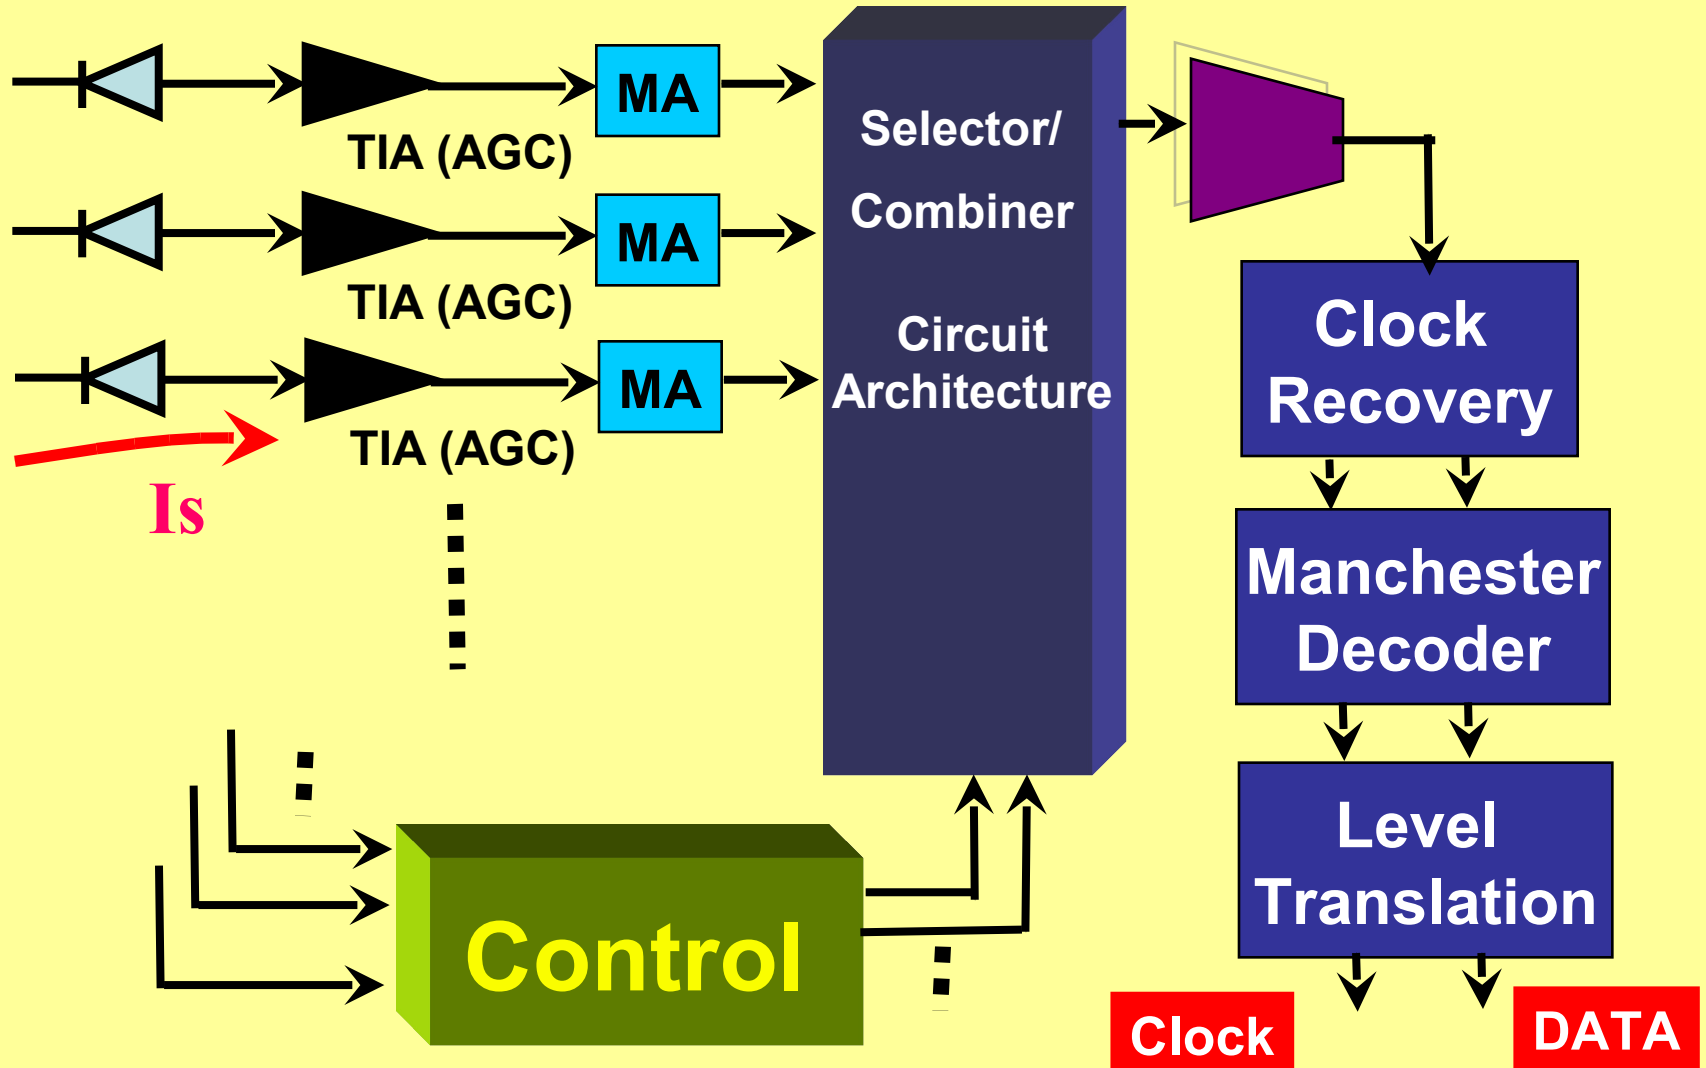 MA
TIA (AGC)
MA
TIA (AGC)
MA
TIA (AGC)
Is
Selector/
Combiner
Circuit
Architecture
Clock
Recovery
Manchester
Decoder
Level
Translation
Control
Clock
DATA